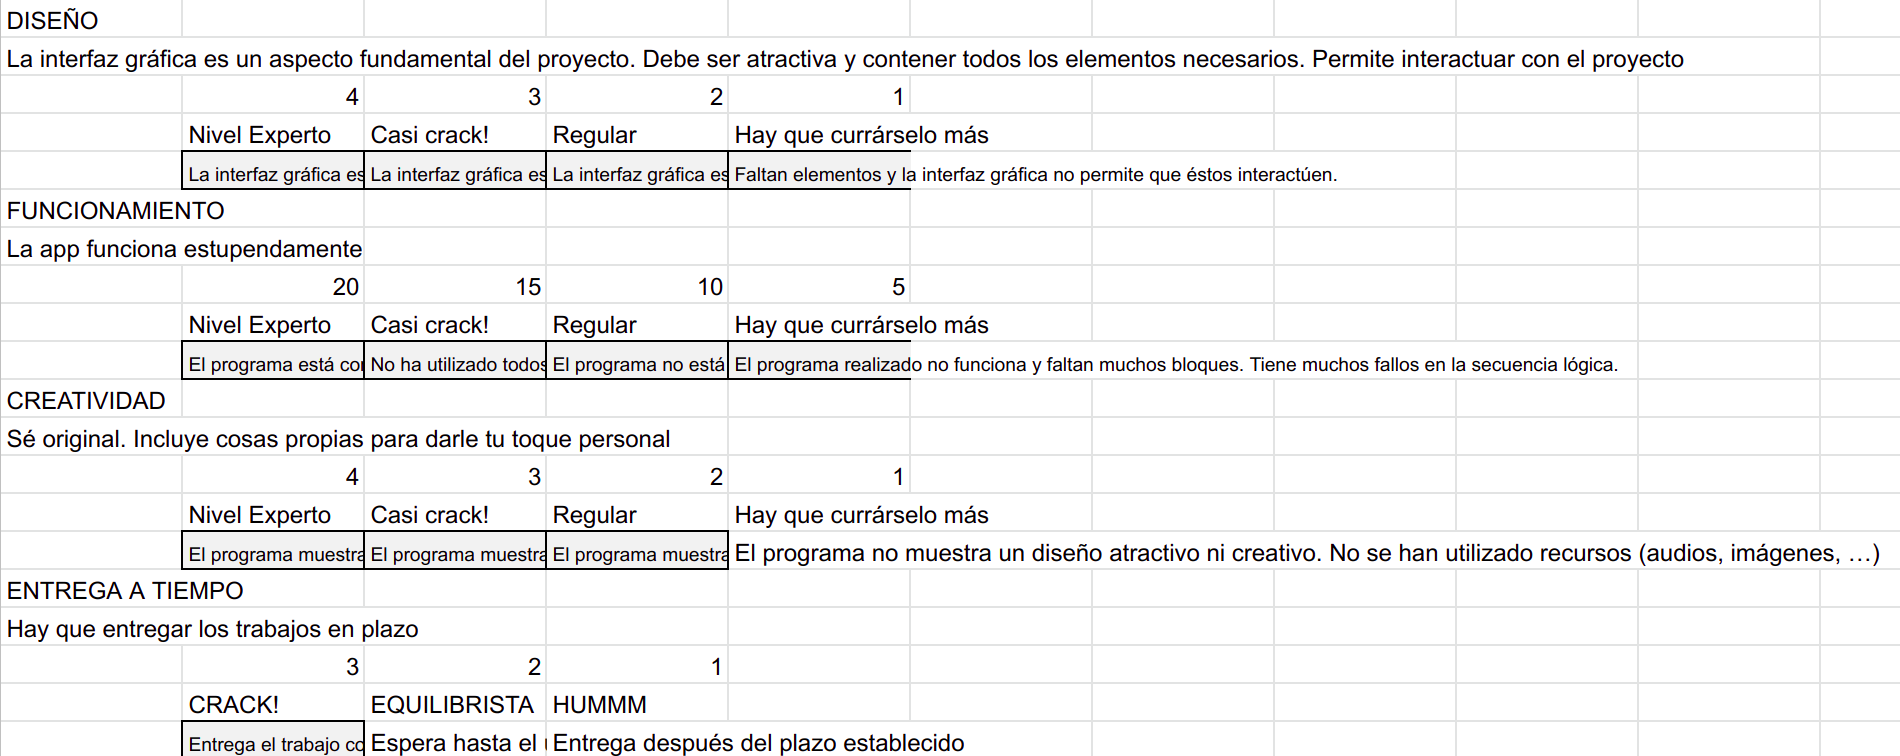 DISEÑO
La interfaz gráfica es un aspecto fundamental del proyecto. Debe ser atractiva y contener todos los elementos necesarios. Permite interactuar con el proyecto
4 3 2 1
Nivel Experto Casi crack! Regular Hay que currárselo más
La interfaz gráfica es La interfaz gráfica es La interfaz gráfica es Faltan elementos y la interfaz gráfica no permite que éstos interactúen.
FUNCIONAMIENTO
La app funciona estupendamente
20 15 10 5
Nivel Experto Casi crack! Regular Hay que currárselo más
El programa está No ha utilizado todos El programa no está El programa realizado no funciona y faltan muchos bloques. Tiene muchos fallos en la secuencia lógica.
CREATIVIDAD
Sé original. Incluye cosas propias para darle tu toque personal
4 3 2 1
Nivel Experto Casi crack! Regular Hay que currárselo más
El programa muestra El programa muestra El programa muestra El programa no muestra un diseño atractivo ni creativo. No se han utilizado recursos (audios, imágenes, …)
ENTREGA A TIEMPO
Hay que entregar los trabajos en plazo
3 2 1
CRACK! EQUILIBRISTA HUMMM
Entrega el trabajo Espera hasta el Entrega después del plazo establecido